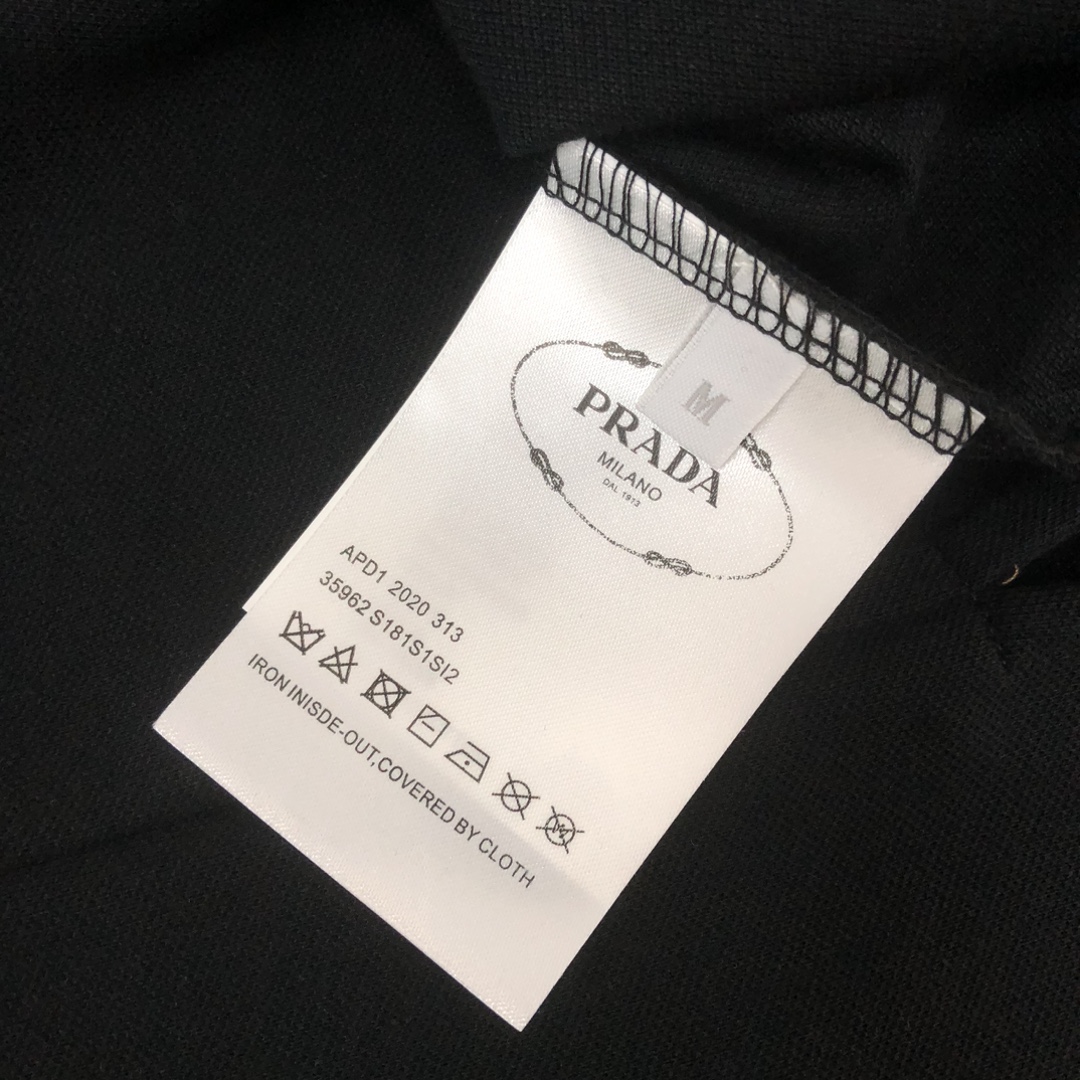 M
PRADA
MILANO
DAL 1913
APD1 2020 313
35962 S181S1SI2
IRON INISDE-OUT,COVERED BY CLOTH